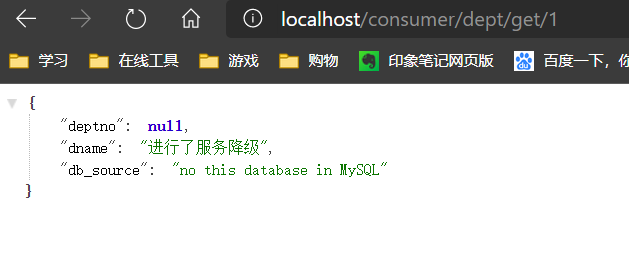 localhost/consumer/dept/get/1
学习 在线工具 游戏 购物 印象笔记网页版 百度一下，你
{
"deptno": null,
"dname": "进行了服务降级",
"db_source": "no this database in MySQL"
}